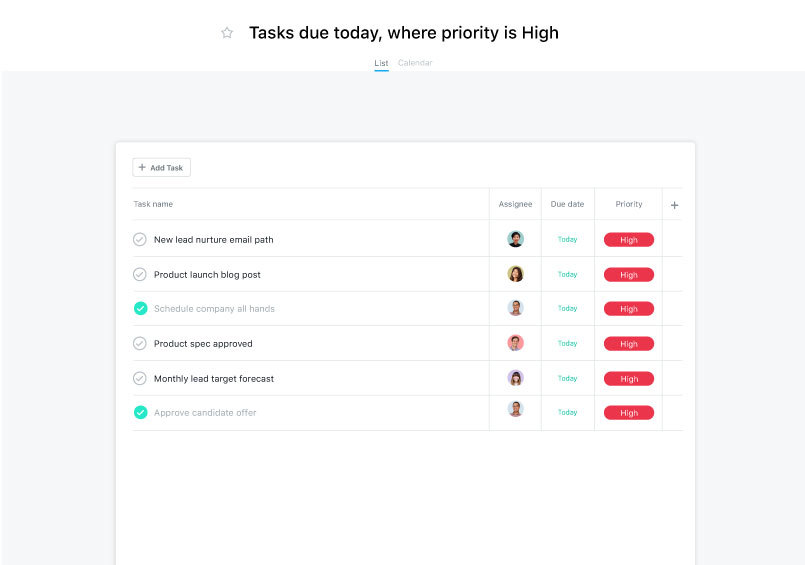 Tasks due today, where priority is High
List Calendar
+ Add Task
Task name Assignee Due date Priority +
New lead nurture email path Today High
Product launch blog post Today High
Schedule company all hands Today High
Product spec approved Today High
Monthly lead target forecast Today High
Approve candidate offer Today High